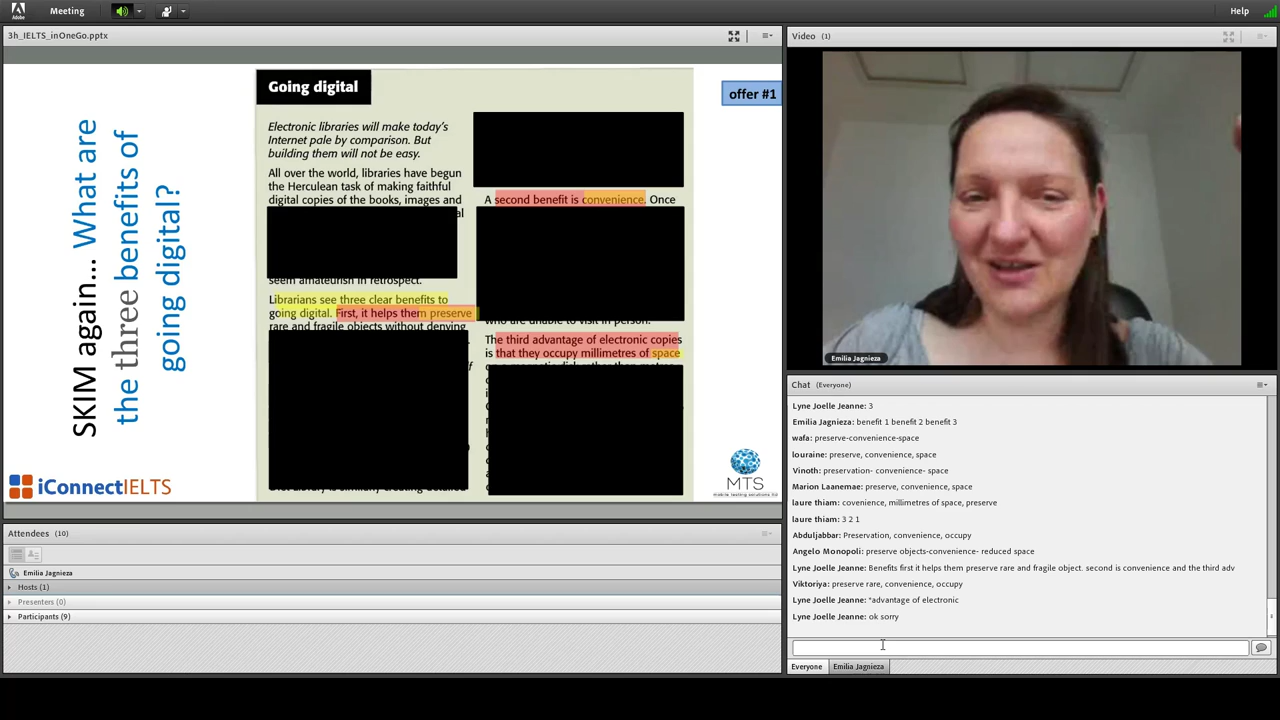 Adobe
Meeting
Help
3h_IELTS_inOneGo.pptx
SKIM again... What are
the three benefits of
going digital?
Going digital
offer #1
Electronic libraries will make today's
Internet pale by comparison. But
building them will not be easy.
All over the world, libraries have begun
the Herculean task of making faithful
digital copies of the books, images and
seem amateurish in retrospect.
Librarians see three clear benefits to
going digital. First, it helps them preserve
rare and fragile objects without denying
A second benefit is convenience. Once
who are unable to visit in person.
The third advantage of electronic copies
is that they occupy millimetres of space
iConnectIELTS
MTS
mobile testing solutions ltd
Attendees (10)
Emilia Jagnieza
Hosts (1)
Presenters (0)
Participants (9)
Video (1)
Emilia Jagnieza
Chat (Everyone)
Lyne Joelle Jeanne: 3
Emilia Jagnieza: benefit 1 benefit 2 benefit 3
wafa: preserve-convenience-space
louraine: preserve, convenience, space
Vinoth: preservation- convenience- space
Marion Laanemae: preserve, convenience, space
laure thiam: covenience, millimetres of space, preserve
laure thiam: 3 2 1
Abduljabbar: Preservation, convenience, occupy
Angelo Monopoli: preserve objects-convenience- reduced space
Lyne Joelle Jeanne: Benefits first it helps them preserve rare and fragile object. second is convenience and the third adv
Viktoriya: preserve rare, convenience, occupy
Lyne Joelle Jeanne: *advantage of electronic
Lyne Joelle Jeanne: ok sorry
Everyone
Emilia Jagnieza